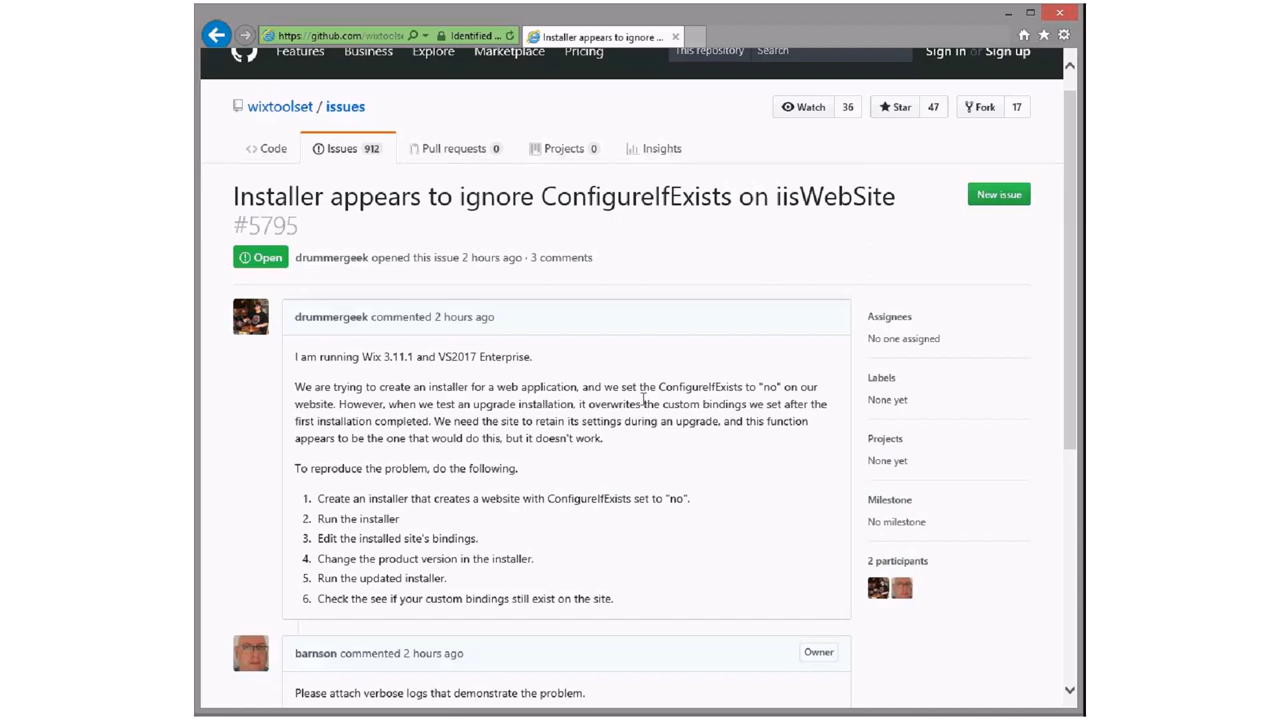 https://github.com/wixtoolse
Identified ...
Installer appears to ignore ...
Features Business Explore Marketplace Pricing This repository Search Sign in or Sign up
wixtoolset / issues
Watch 36 Star 47 Fork 17
Code Issues 912 Pull requests 0 Projects 0 Insights
Installer appears to ignore ConfigureIfExists on iisWebSite
#5795
New issue
Open drummergeek opened this issue 2 hours ago · 3 comments
drummergeek commented 2 hours ago
I am running Wix 3.11.1 and VS2017 Enterprise.
We are trying to create an installer for a web application, and we set the ConfigureIfExists to "no" on our
website. However, when we test an upgrade installation, it overwrites the custom bindings we set after the
first installation completed. We need the site to retain its settings during an upgrade, and this function
appears to be the one that would do this, but it doesn't work.
To reproduce the problem, do the following.
1. Create an installer that creates a website with ConfigureIfExists set to "no".
2. Run the installer
3. Edit the installed site's bindings.
4. Change the product version in the installer.
5. Run the updated installer.
6. Check the see if your custom bindings still exist on the site.
Assignees
No one assigned
Labels
None yet
Projects
None yet
Milestone
No milestone
2 participants
barnson commented 2 hours ago Owner
Please attach verbose logs that demonstrate the problem.